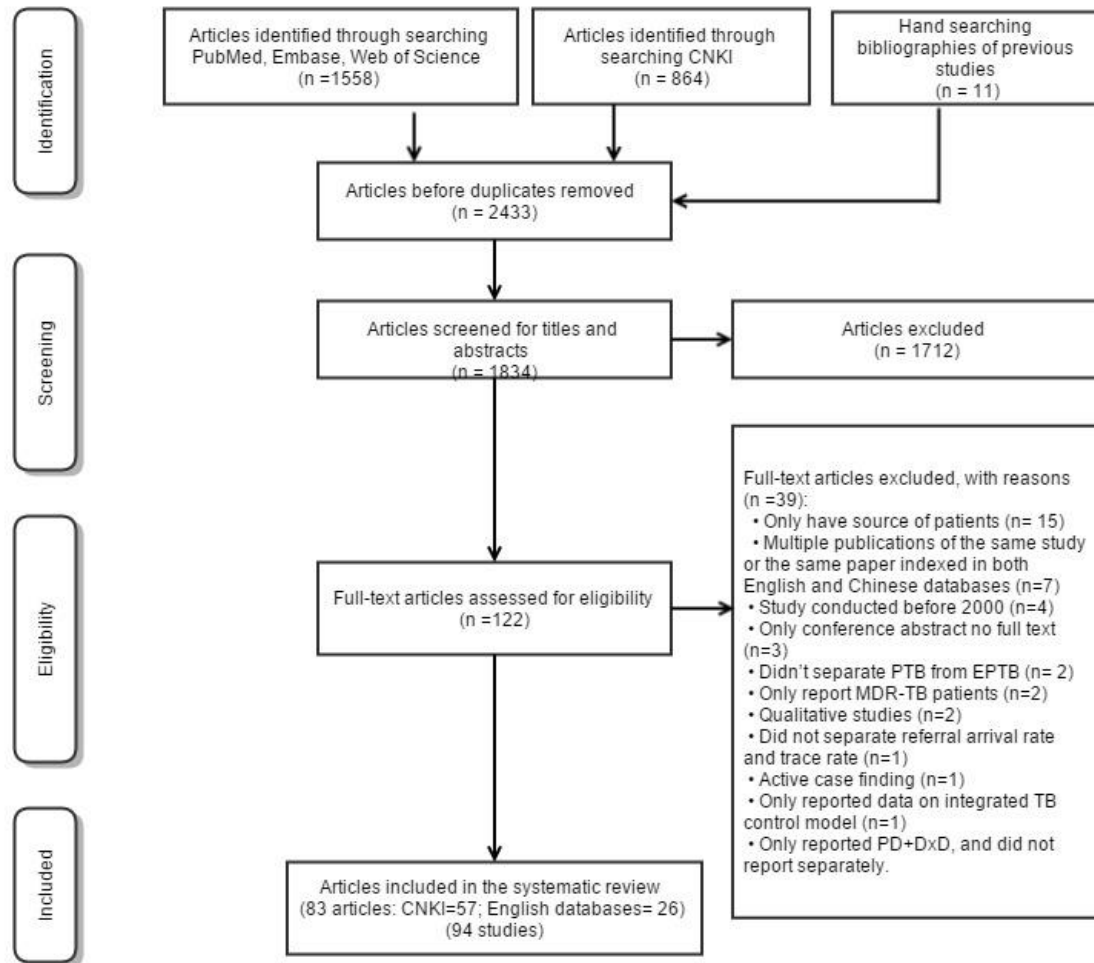 Identification
Articles identified through searching
PubMed, Embase, Web of Science
(n =1558)
Articles identified through
searching CNKI
(n = 864)
Hand searching
bibliographies of previous
studies
(n = 11)
Articles before duplicates removed
(n = 2433)
Screening
Articles screened for titles and
abstracts
(n = 1834)
Articles excluded
(n = 1712)
Eligibility
Full-text articles assessed for eligibility
(n =122)
Full-text articles excluded, with reasons
(n =39):
• Only have source of patients (n= 15)
• Multiple publications of the same study
or the same paper indexed in both
English and Chinese databases (n=7)
• Study conducted before 2000 (n=4)
• Only conference abstract no full text
(n=3)
• Didn't separate PTB from EPTB (n= 2)
• Only report MDR-TB patients (n=2)
• Qualitative studies (n=2)
• Did not separate referral arrival rate
and trace rate (n=1)
• Active case finding (n=1)
• Only reported data on integrated TB
control model (n=1)
• Only reported PD+DxD, and did not
report separately.
Included
Articles included in the systematic review
(83 articles: CNKI=57; English databases= 26)
(94 studies)